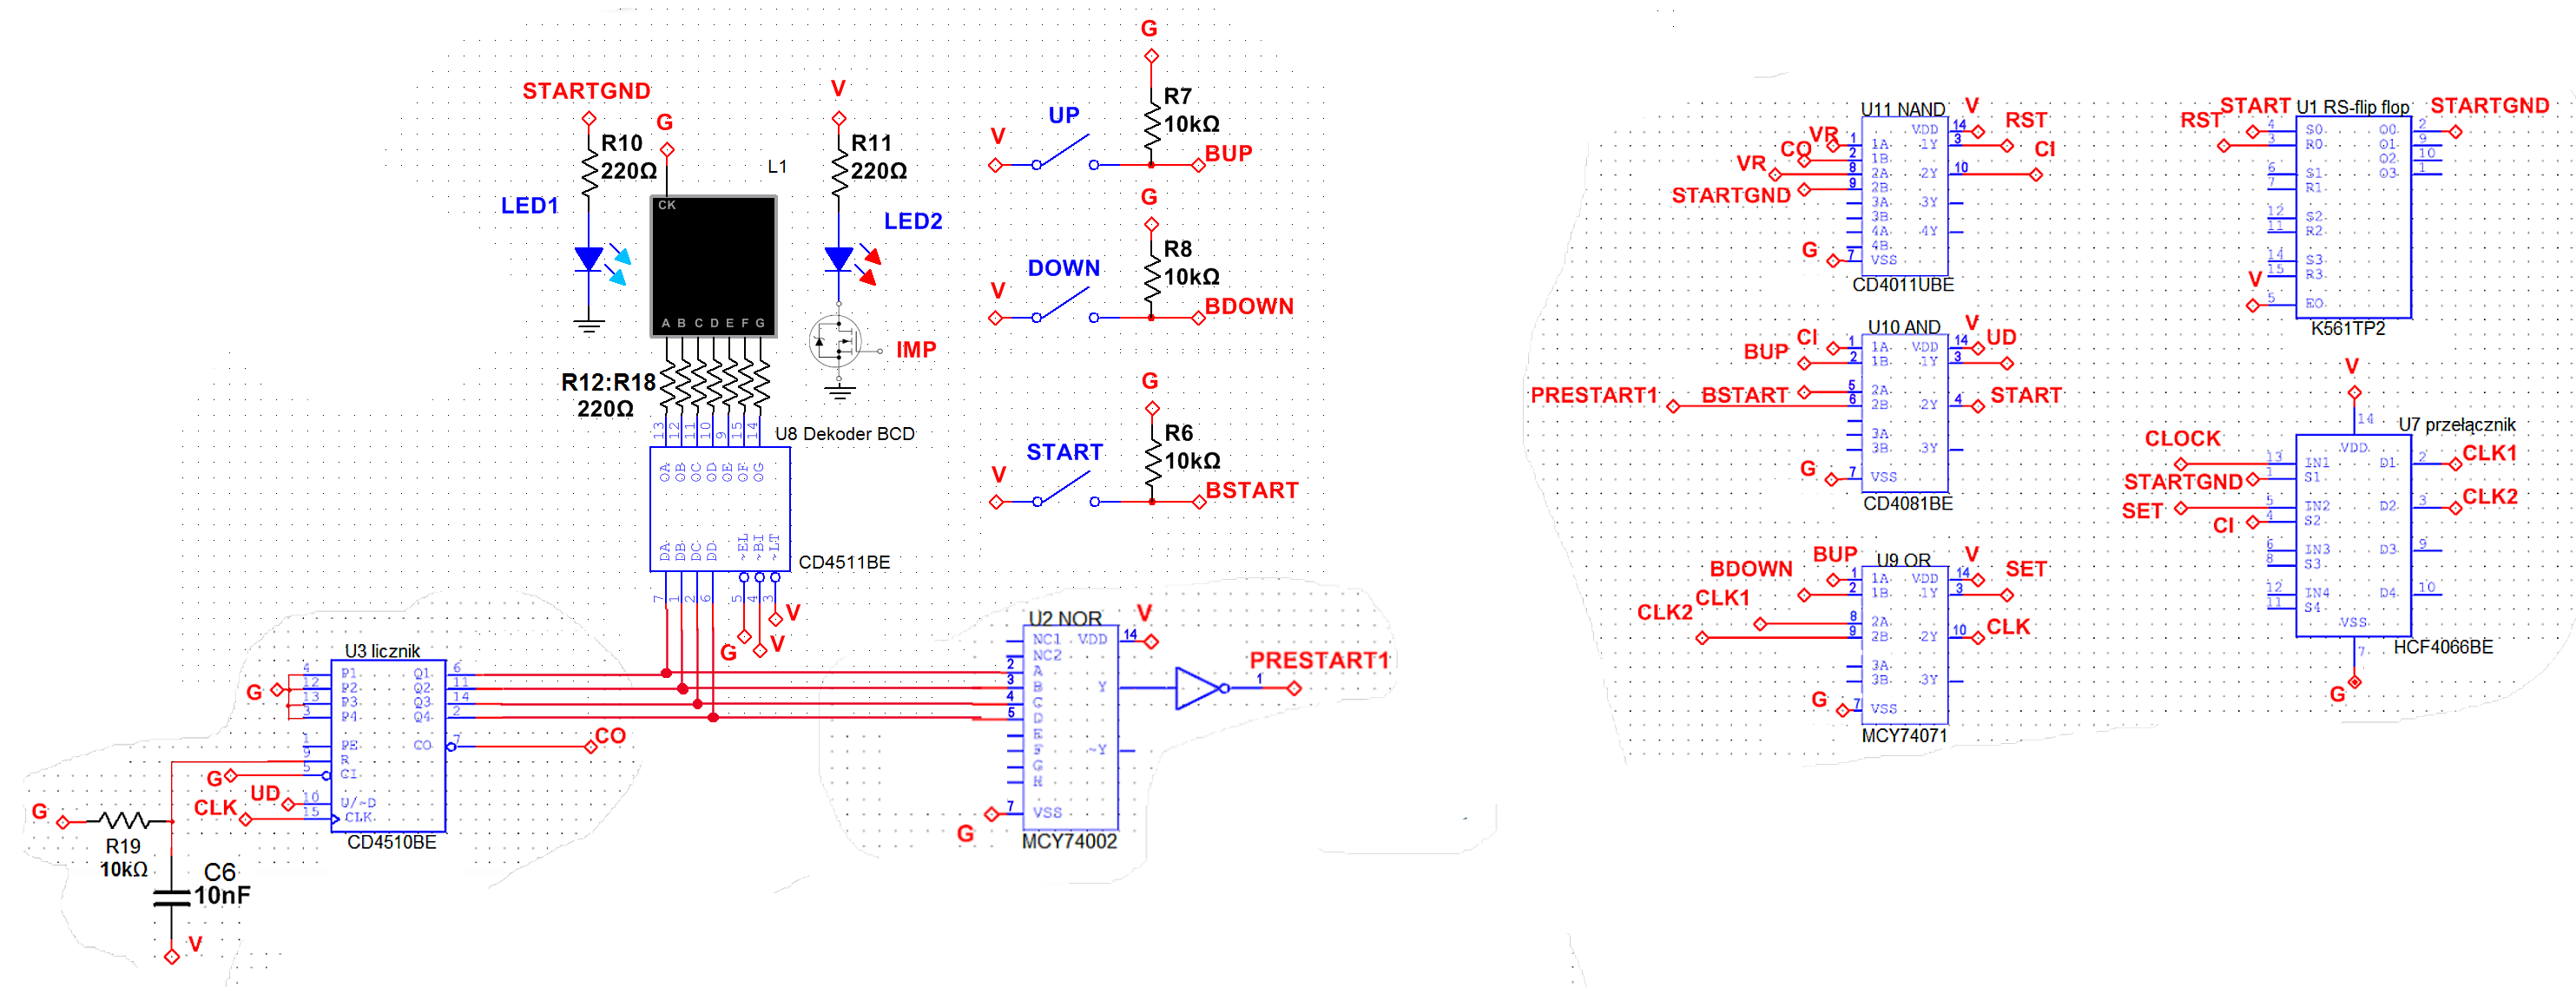 STARTGND
R10
220Ω
LED1
G
L1
CK
A B C D E F G
V
R11
220Ω
LED2
IMP
R12:R18
220Ω
U8 Dekoder BCD
13 12 11 10 9 15 14
OA OB OC OD OE OF OG
DA DB DC DD ~EL ~BI ~LT
CD4511BE
7 1 2 6 5 4 3
G
V
V
G
R7
10kΩ
UP
V
BUP
G
R8
10kΩ
DOWN
V
BDOWN
G
R6
10kΩ
START
V
BSTART
U3 licznik
4 P1 Q1 6
12 P2 Q2 11
13 P3 Q3 14
3 P4 Q4 2
1 PE CO 7
9 R
5 CI
10 U/~D
15 CLK
CD4510BE
G
CO
G
UD
CLK
G
R19
10kΩ
C6
10nF
V
U2 NOR
NC1 VDD 14
NC2
2 A
3 B Y
4 C
5 D
E
F ~Y
G
H
7 VSS
MCY74002
V
G
1
PRESTART1
U11 NAND
1 1A VDD 14
2 1B 1Y 3
8 2A 2Y 10
9 2B
3A 3Y
3B
4A 4Y
4B
7 VSS
CD4011UBE
VR
CO
VR
STARTGND
G
V
RST
CI
U10 AND
1 1A VDD 14
2 1B 1Y 3
5 2A
6 2B 2Y 4
3A
3B 3Y
7 VSS
CD4081BE
CI
BUP
PRESTART1
BSTART
G
V
UD
START
U9 OR
1 1A VDD 14
2 1B 1Y 3
8 2A
9 2B 2Y 10
3A
3B 3Y
7 VSS
MCY74071
BUP
BDOWN
CLK1
CLK2
G
V
SET
CLK
U1 RS-flip flop
4 S0 Q0 2
3 R0 Q1 9
Q2 10
6 S1 Q3 1
7 R1
12 S2
11 R2
14 S3
15 R3
5 EO
K561TP2
START
RST
STARTGND
V
V
14
U7 przełącznik
VDD
13 IN1 D1 2
1 S1
5 IN2 D2 3
4 S2
6 IN3 D3 9
8 S3
12 IN4 D4 10
11 S4
VSS
HCF4066BE
7
CLOCK
STARTGND
SET
CI
CLK1
CLK2
G